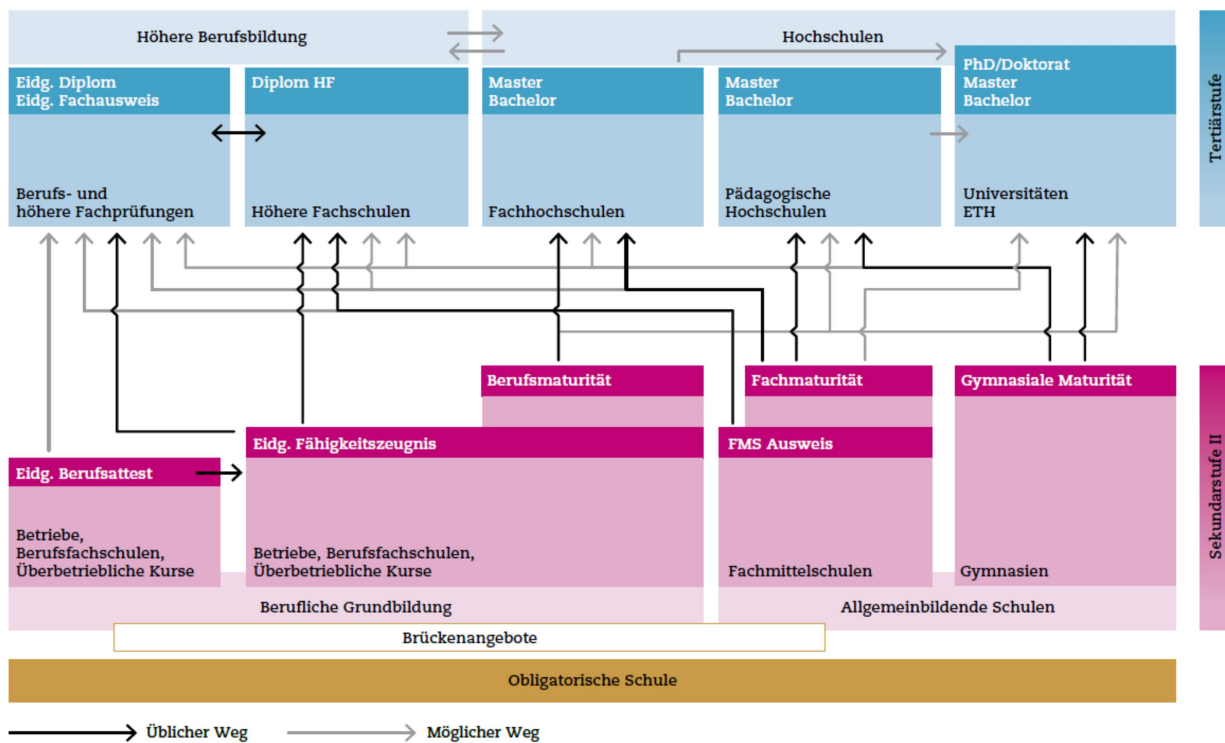 Höhere Berufsbildung
Hochschulen
Eidg. Diplom
Eidg. Fachausweis
Diplom HF
Master
Bachelor
Master
Bachelor
PhD/Doktorat
Master
Bachelor
Tertiärstufe
Berufs- und
höhere Fachprüfungen
Höhere Fachschulen
Fachhochschulen
Pädagogische
Hochschulen
Universitäten
ETH
Berufsmaturität
Fachmaturität
Gymnasiale Maturität
Eidg. Fähigkeitszeugnis
FMS Ausweis
Eidg. Berufsattest
Sekundarstufe II
Betriebe,
Berufsfachschulen,
Überbetriebliche Kurse
Betriebe, Berufsfachschulen,
Überbetriebliche Kurse
Fachmittelschulen
Gymnasien
Berufliche Grundbildung
Allgemeinbildende Schulen
Brückenangebote
Obligatorische Schule
Üblicher Weg
Möglicher Weg